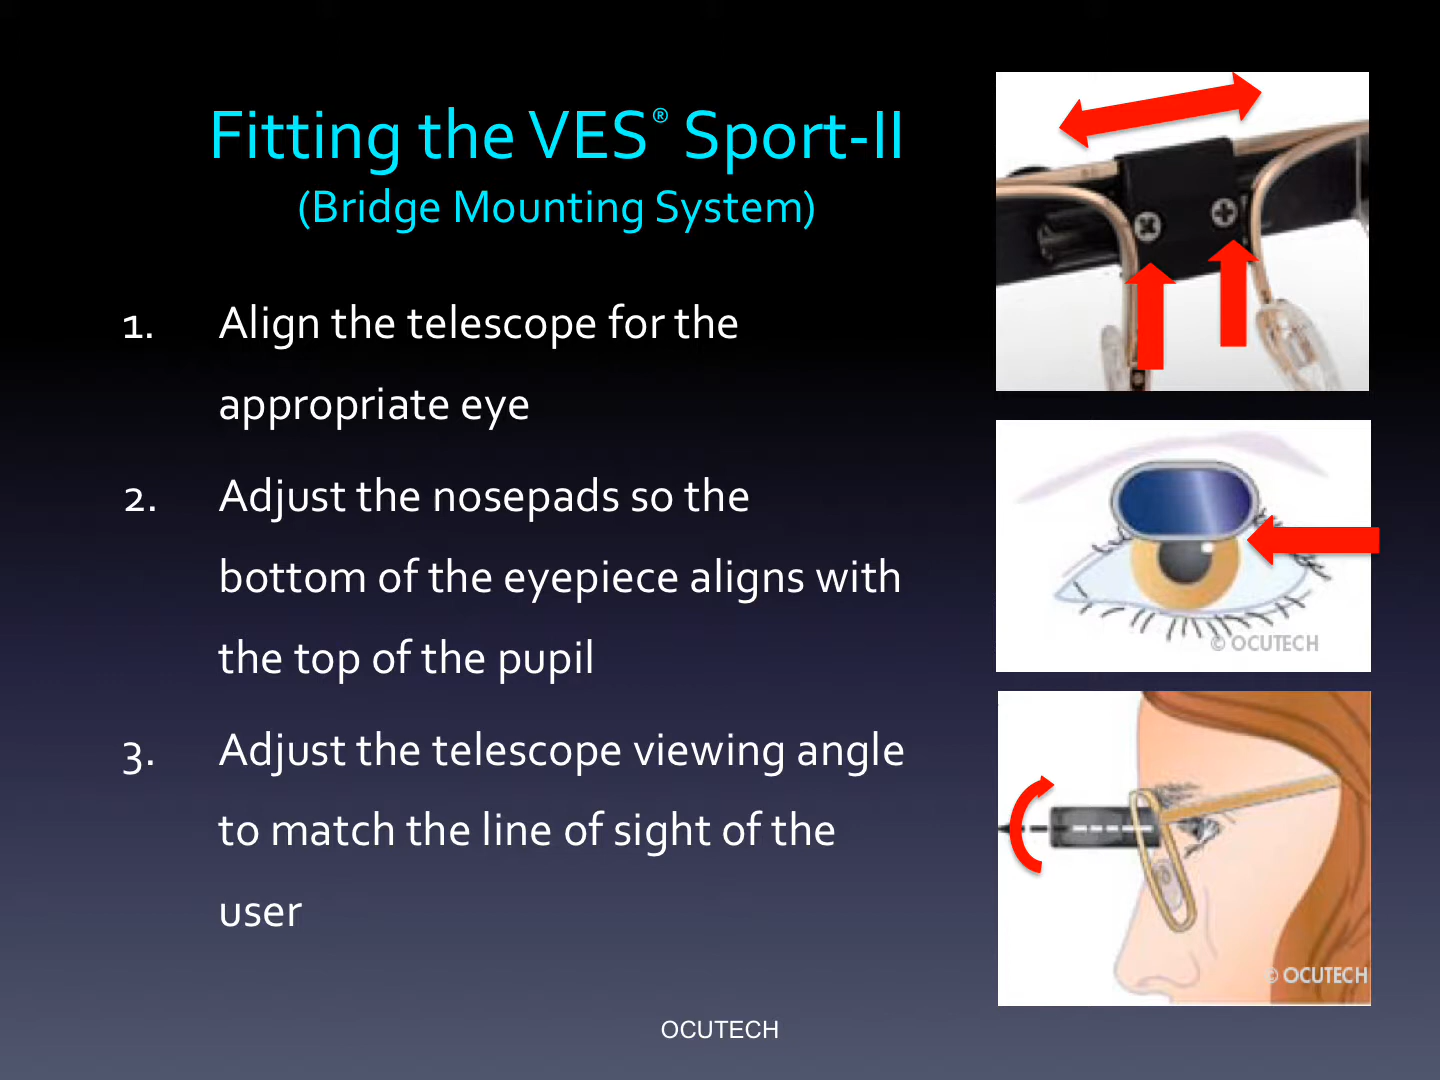 Fitting the VES® Sport-II
(Bridge Mounting System)
1. Align the telescope for the
appropriate eye
2. Adjust the nosepads so the
bottom of the eyepiece aligns with
the top of the pupil
3. Adjust the telescope viewing angle
to match the line of sight of the
user
© OCUTECH
© OCUTECH
OCUTECH